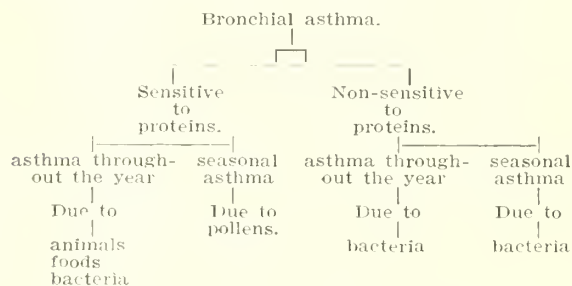 Bronchial asthma.
Sensitive Non-sensitive
to to
proteins. proteins.
asthma through- seasonal asthma through- seasonal
out the year asthma out the year asthma
Due to Due to Due to Due to
pollens.
animals bacteria bacteria
foods
bacteria